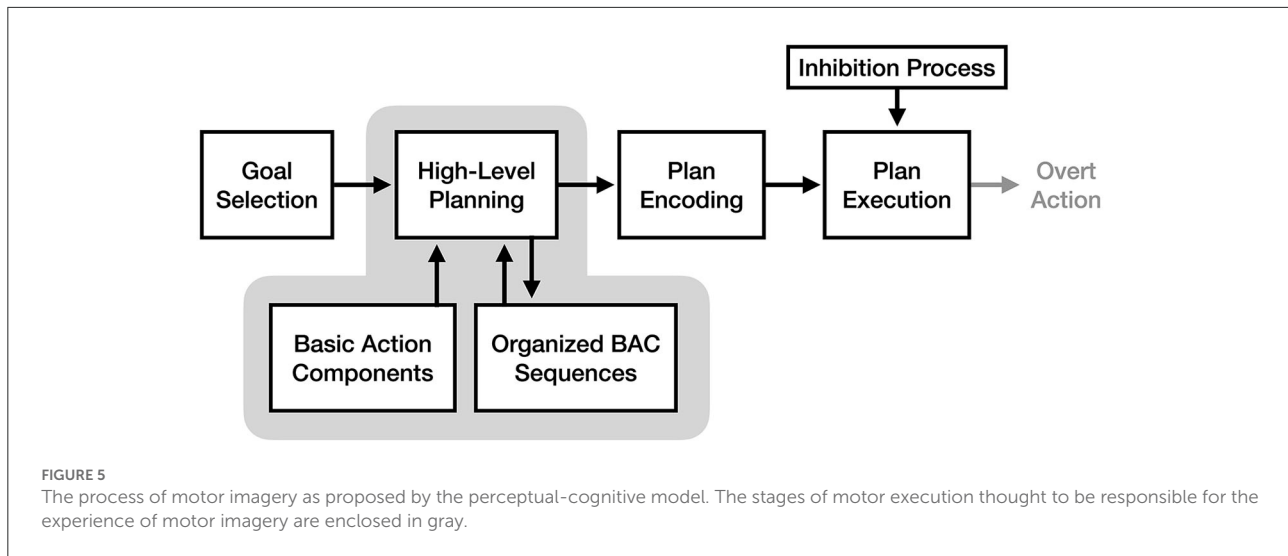 Inhibition Process
Goal
Selection
High-Level
Planning
Plan
Encoding
Plan
Execution
Overt
Action
Basic Action
Components
Organized BAC
Sequences
FIGURE 5
The process of motor imagery as proposed by the perceptual-cognitive model. The stages of motor execution thought to be responsible for the
experience of motor imagery are enclosed in gray.